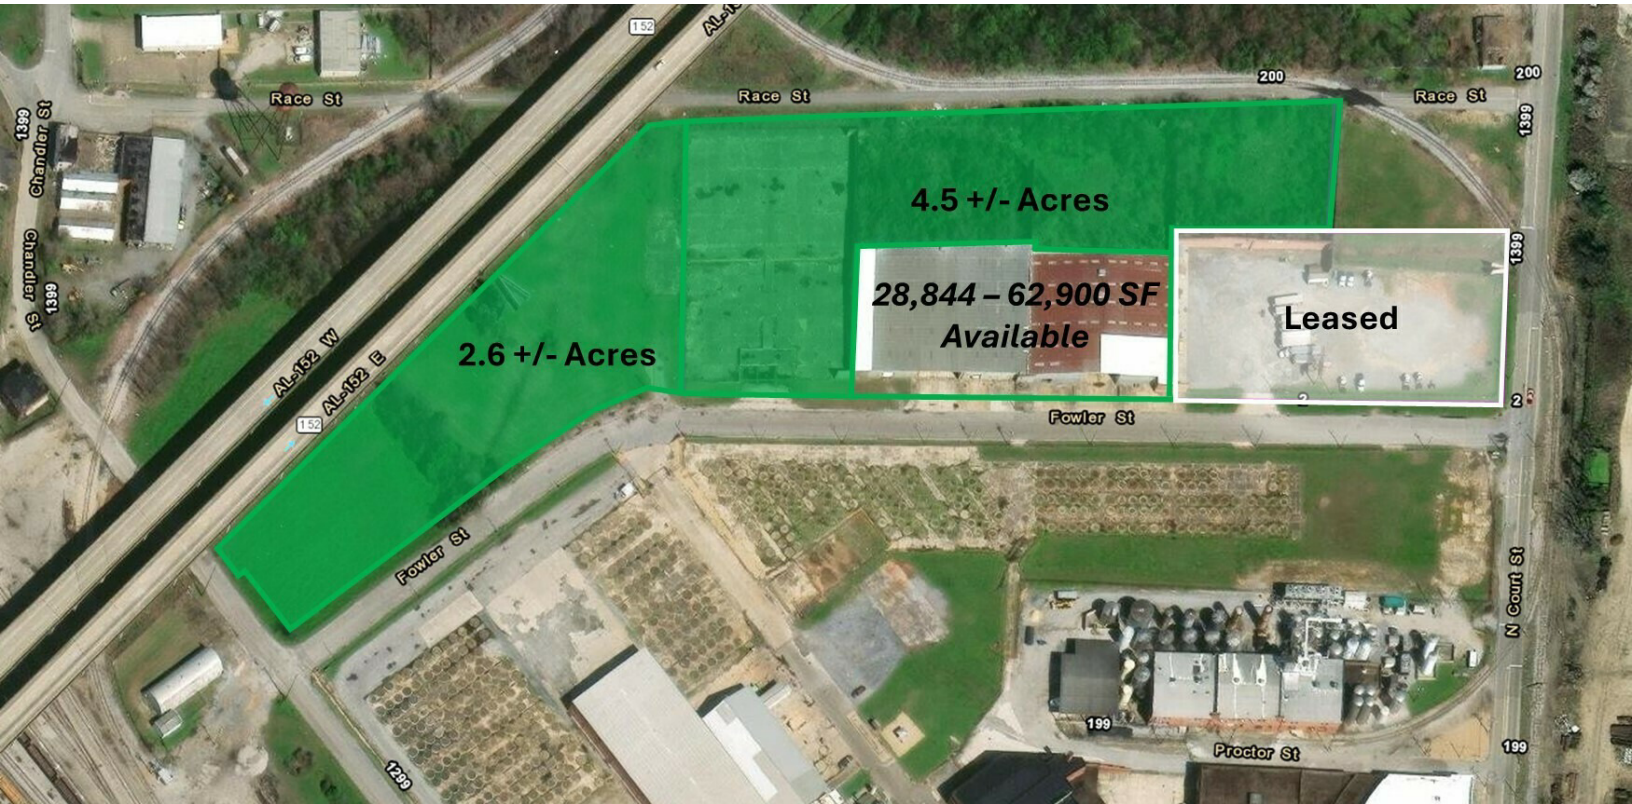 152
AL-15
Race St
Race St
200
200
Race St
1399
1399
Chandler St
4.5 +/- Acres
1399
Chandler St
1399
28,844 – 62,900 SF
Available
Leased
2.6 +/- Acres
AL-152 W
AL-152 E
152
2
2
Fowler St
Fowler St
N Court St
199
Proctor St
199
1299